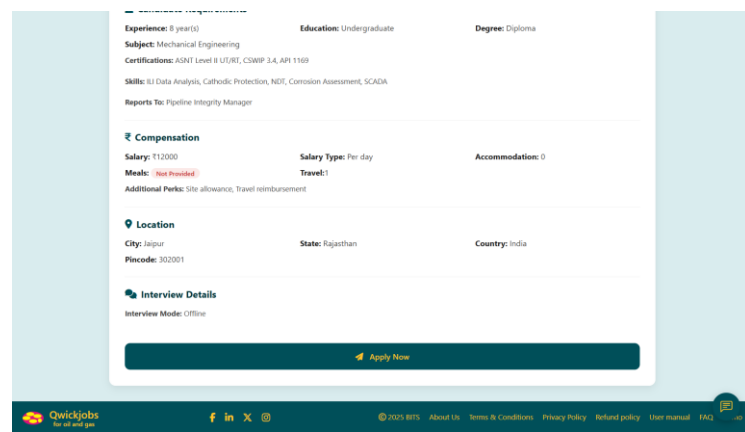 Candidate Requirements
Experience: 8 year(s) Education: Undergraduate Degree: Diploma
Subject: Mechanical Engineering
Certifications: ASNT Level II UT/RT, CSWIP 3.4, API 1169
Skills: ILI Data Analysis, Cathodic Protection, NDT, Corrosion Assessment, SCADA
Reports To: Pipeline Integrity Manager
₹ Compensation
Salary: ₹12000 Salary Type: Per day Accommodation: 0
Meals: Not Provided Travel:1
Additional Perks: Site allowance, Travel reimbursement
Location
City: Jaipur State: Rajasthan Country: India
Pincode: 302001
Interview Details
Interview Mode: Offline
Apply Now
Qwickjobs
for oil and gas
© 2025 BITS About Us Terms & Conditions Privacy Policy Refund policy User manual FAQ